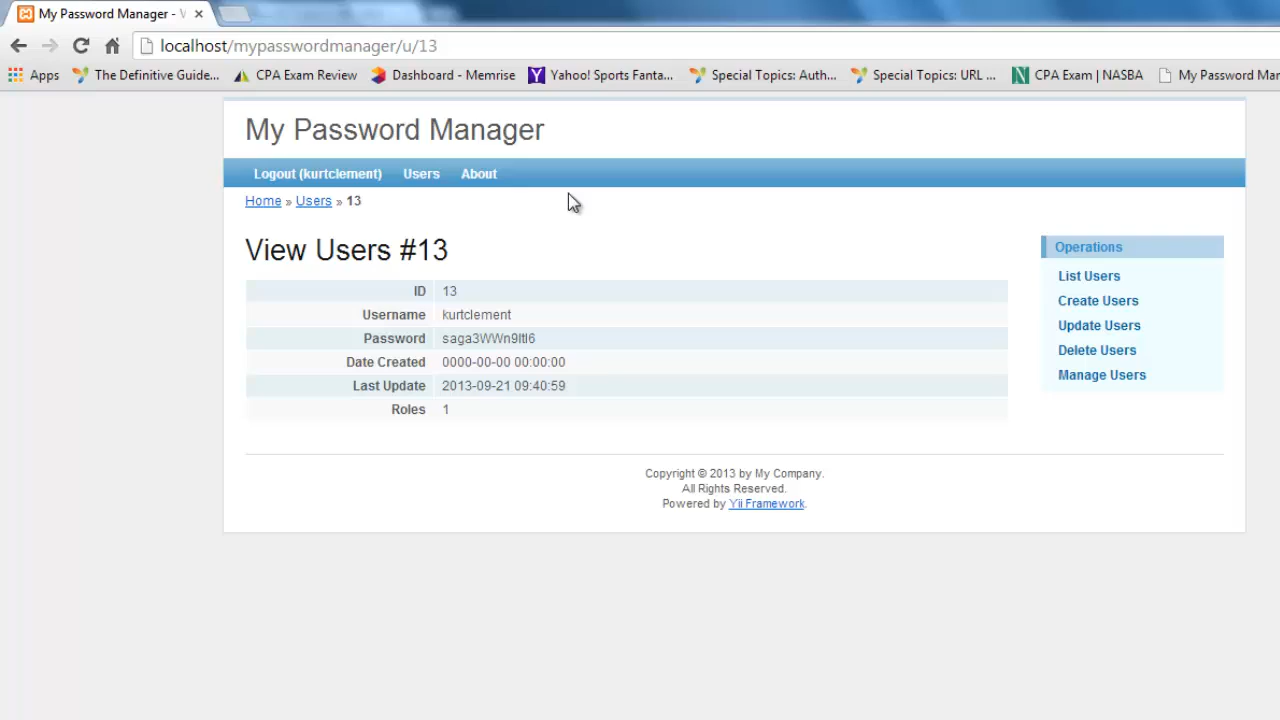 My Password Manager - V
localhost/mypasswordmanager/u/13
Apps The Definitive Guide... CPA Exam Review Dashboard - Memrise Yahoo! Sports Fanta... Special Topics: Auth... Special Topics: URL ... CPA Exam | NASBA My Password Mar
My Password Manager
Logout (kurtclement) Users About
Home » Users » 13
View Users #13
Operations
ID 13
List Users
Username kurtclement
Create Users
Password saga3WWn9ItI6
Update Users
Date Created 0000-00-00 00:00:00
Delete Users
Last Update 2013-09-21 09:40:59
Manage Users
Roles 1
Copyright © 2013 by My Company.
All Rights Reserved.
Powered by Yii Framework.